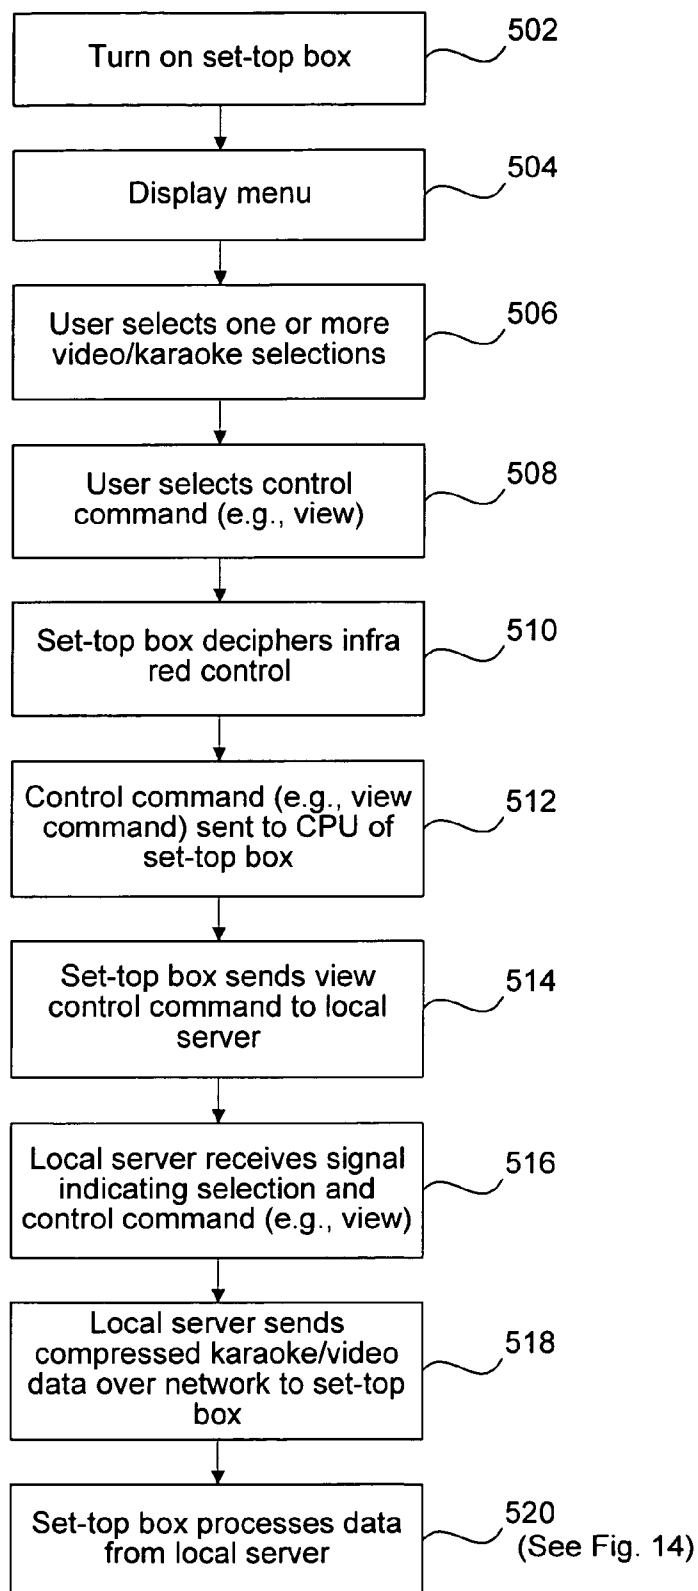 Turn on set-top box
502
Display menu
504
User selects one or more
video/karaoke selections
506
User selects control
command (e.g., view)
508
Set-top box deciphers infra
red control
510
Control command (e.g., view
command) sent to CPU of
set-top box
512
Set-top box sends view
control command to local
server
514
Local server receives signal
indicating selection and
control command (e.g., view)
516
Local server sends
compressed karaoke/video
data over network to set-top
box
518
Set-top box processes data
from local server
520
(See Fig. 14)